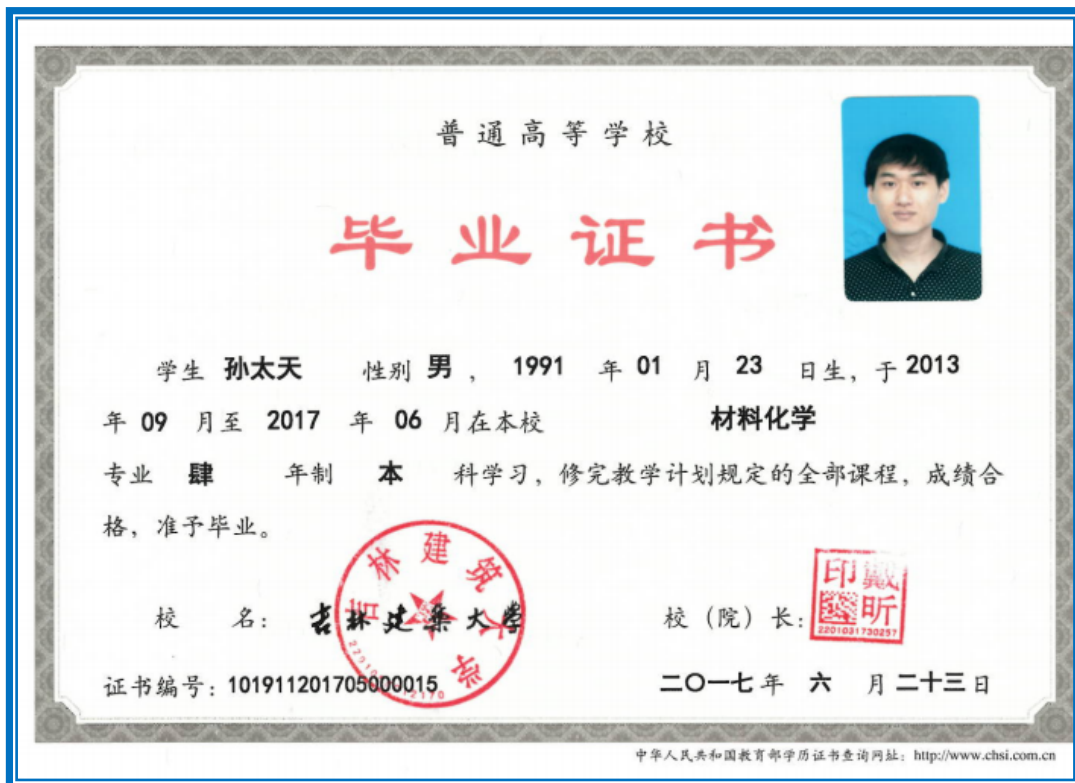 普通高等学校
毕业证书
学生 孙太天 性别 男 , 1991 年 01 月 23 日生, 于 2013
年 09 月至 2017 年 06 月在本校 材料化学
专业 肆 年制 本 科学习, 修完教学计划规定的全部课程, 成绩合
格, 准予毕业。
吉林建筑大学
校 名: 吉林建筑大学 校 (院) 长:
戴昕印
2201031730257
证书编号: 101911201705000015 二〇一七 年 六 月 二十三 日
中华人民共和国教育部学历证书查询网址: http://www.chsi.com.cn